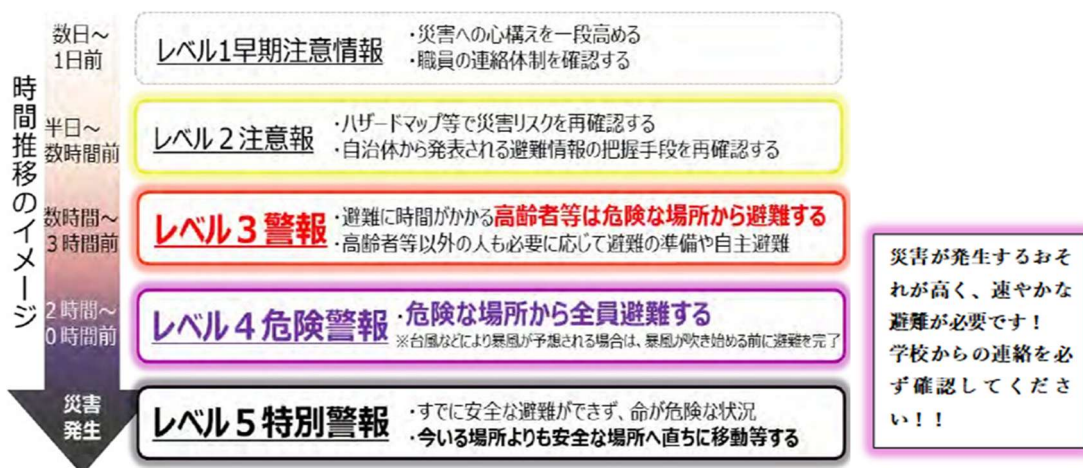 時間推移のイメージ
数日～
1日前
レベル1早期注意情報
・災害への心構えを一段高める
・職員の連絡体制を確認する
半日～
数時間前
レベル２注意報
・ハザードマップ等で災害リスクを再確認する
・自治体から発表される避難情報の把握手段を再確認する
数時間～
３時間前
レベル３警報
・避難に時間がかかる高齢者等は危険な場所から避難する
・高齢者等以外の人も必要に応じて避難の準備や自主避難
２時間～
０時間前
レベル４危険警報
・危険な場所から全員避難する
※台風などにより暴風が予想される場合は、暴風が吹き始める前に避難を完了
災害
発生
レベル５特別警報
・すでに安全な避難ができず、命が危険な状況
・今いる場所よりも安全な場所へ直ちに移動等する
災害が発生するおそ
れが高く、速やかな
避難が必要です！
学校からの連絡を必
ず確認してくださ
い！！